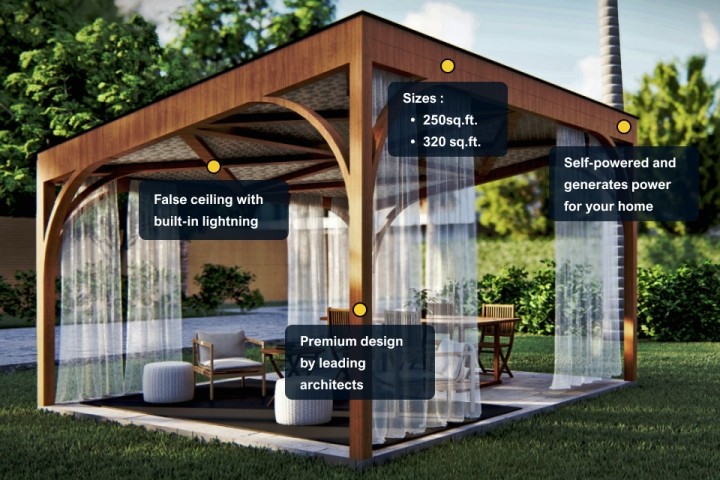 Sizes :
• 250sq.ft.
• 320 sq.ft.
Self-powered and
generates power
for your home
False ceiling with
built-in lightning
Premium design
by leading
architects